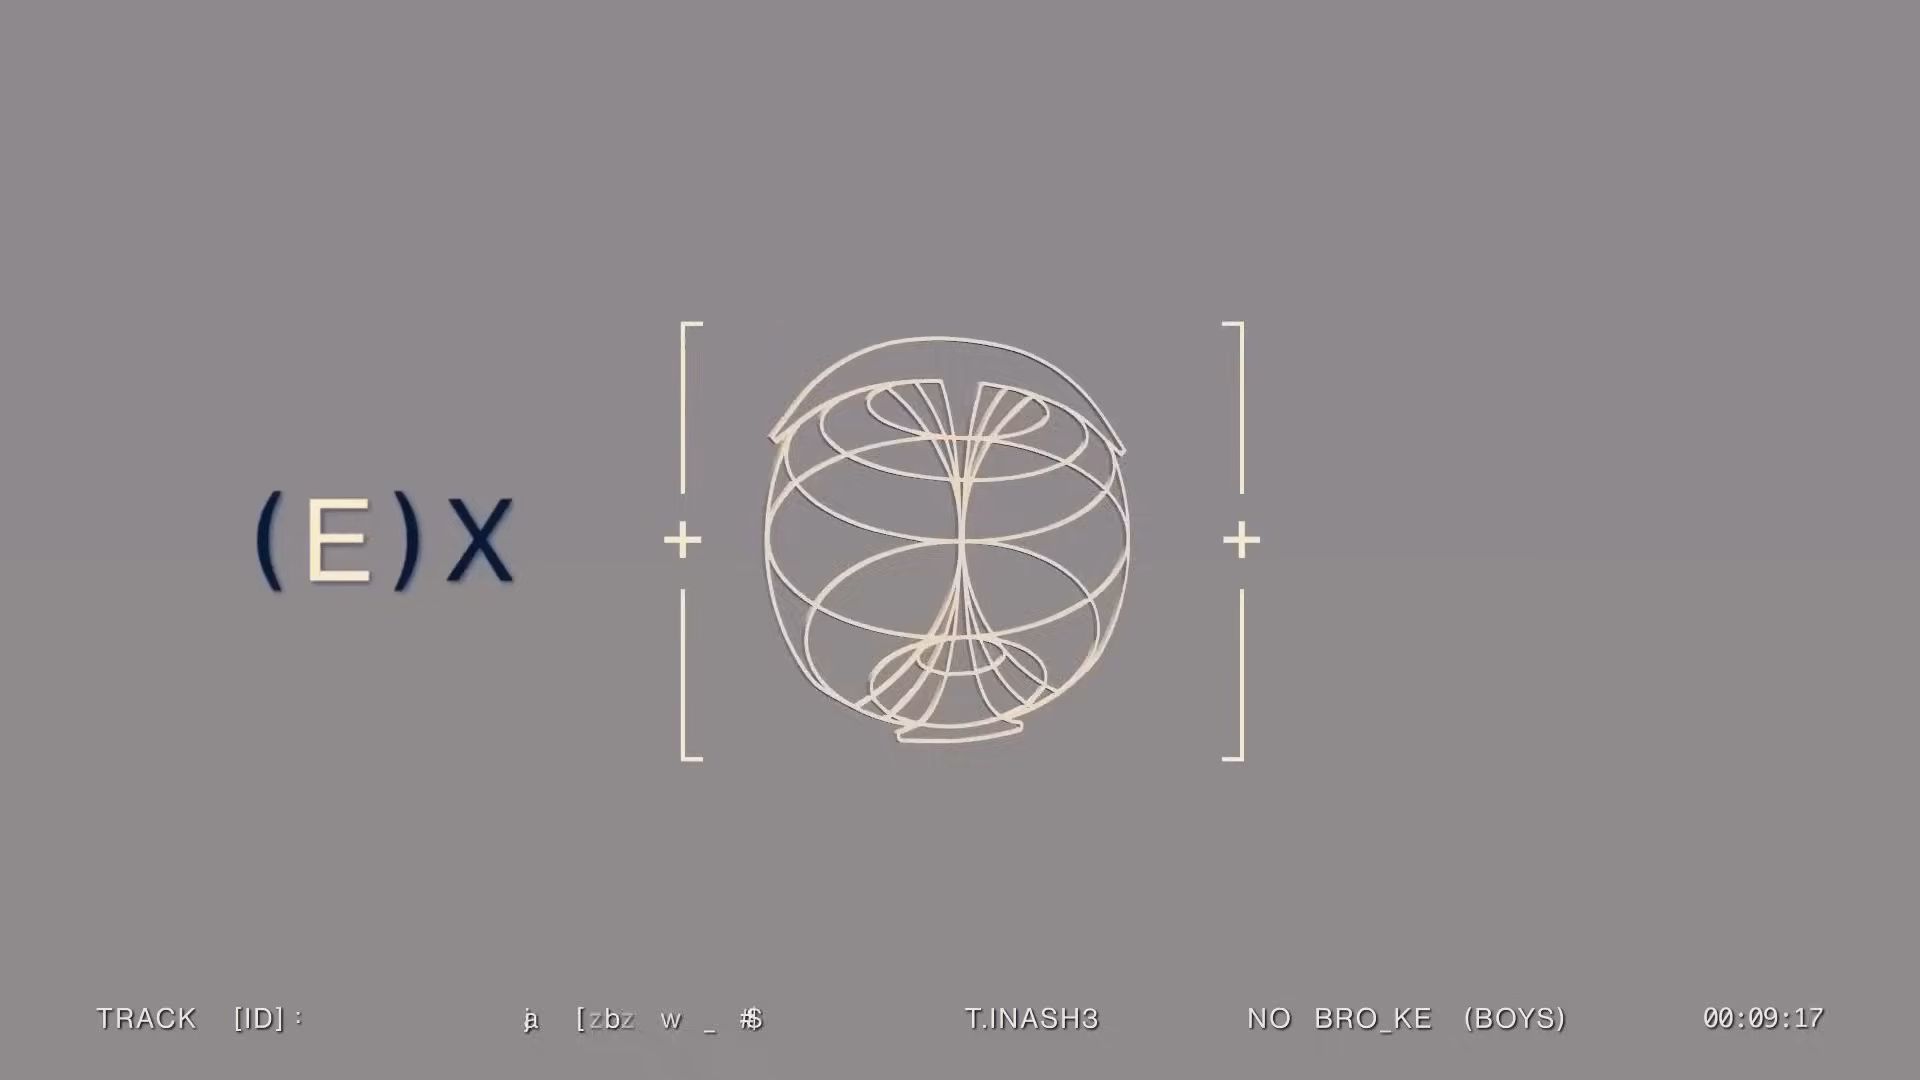 (E)X
TRACK [ID]: T.INASH3 NO BRO_KE (BOYS) 00:09:17